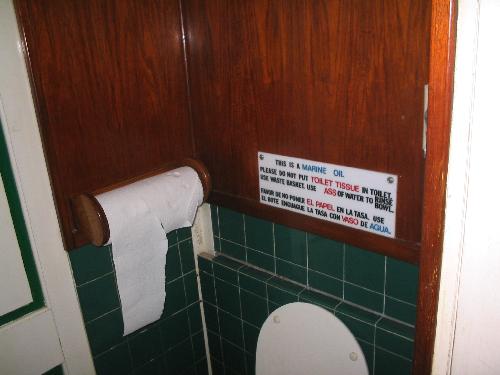 THIS IS A MARINE OIL
PLEASE DO NOT PUT TOILET TISSUE IN TOILET.
USE WASTE BASKET. USE ASS OF WATER TO RINSE
BOWL.
FAVOR DE NO PONER EL PAPEL EN LA TASA. USE
EL BOTE ENGUAGUE LA TASA CON VASO DE AGUA.